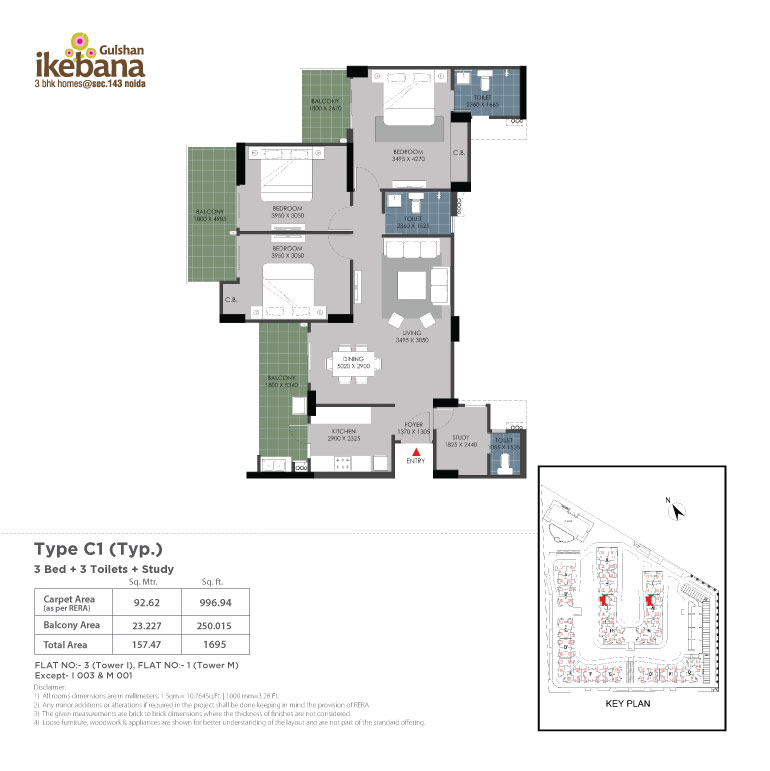 Gulshan
ikebana
3 bhk homes@sec.143 noida
BALCONY
1800 X 2670
TOILET
2360 X 1665
BEDROOM
3495 X 4270
C.B.
BALCONY
1800 X 4985
BEDROOM
3950 X 3050
TOILET
2360 X 1525
BEDROOM
3950 X 3050
C.B.
LIVING
3495 X 3050
DINING
5020 X 2900
BALCONY
1800 X 5360
KITCHEN
2900 X 2325
FOYER
1370 X 1305
ENTRY
STUDY
1825 X 2440
TOILET
N
KEY PLAN
Type C1 (Typ.)
3 Bed + 3 Toilets + Study
Sq. Mtr. Sq. ft.
Carpet Area (as per RERA) 92.62 996.94
Balcony Area 23.227 250.015
Total Area 157.47 1695
FLAT NO:- 3 (Tower I), FLAT NO:- 1 (Tower M)
Except- I 003 & M 001
Disclaimer:
1) All rooms dimensions are in millimeters, 1 Sqm.= 10.7645q.Ft. | 1000 mm=3.28 Ft.
2) Any minor additions or alterations if required in the project shall be done keeping in mind the provision of RERA.
3) The given measurements are brick to brick dimensions where the thickness of finishes are not considered.
4) Loose furniture, woodwork & appliances are shown for better understanding of the layout and are not part of the standard offering.